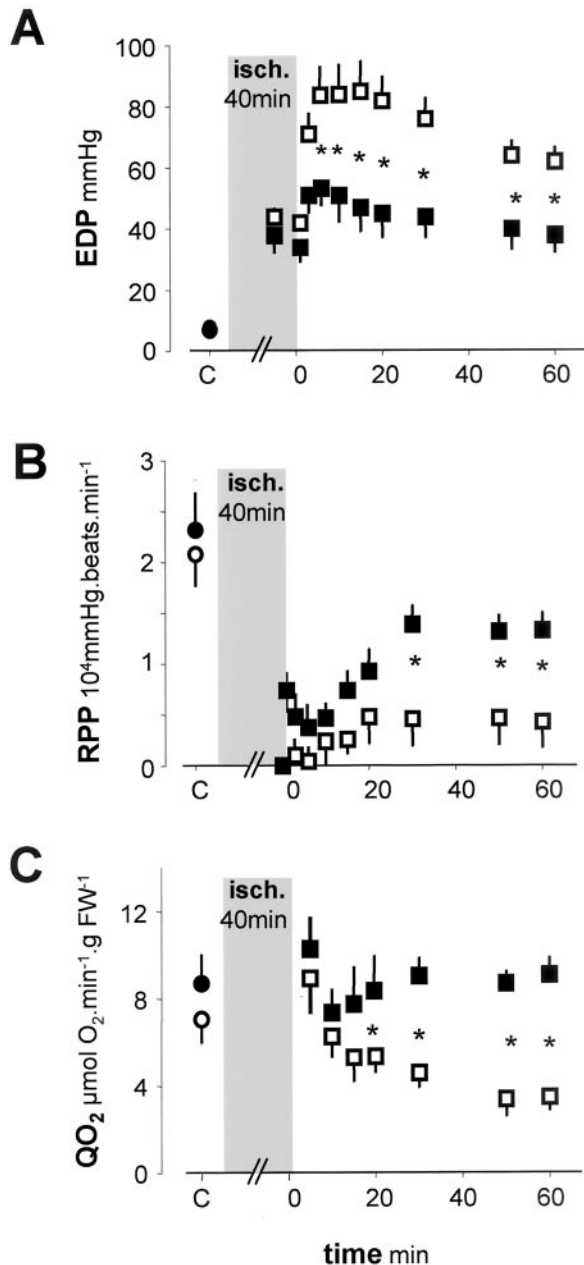 A
100
80
60
40
20
0
EDP mmHg
isch.
40min
* * * * * * *
C
0
20
40
60
B
3
2
1
0
RPP 10⁴mmHg.beats.min⁻¹
isch.
40min
* * *
C
0
20
40
60
C
12
8
4
0
QO₂ µmol O₂.min⁻¹.g FW⁻¹
isch.
40min
* * * *
C
0
20
40
60
time min